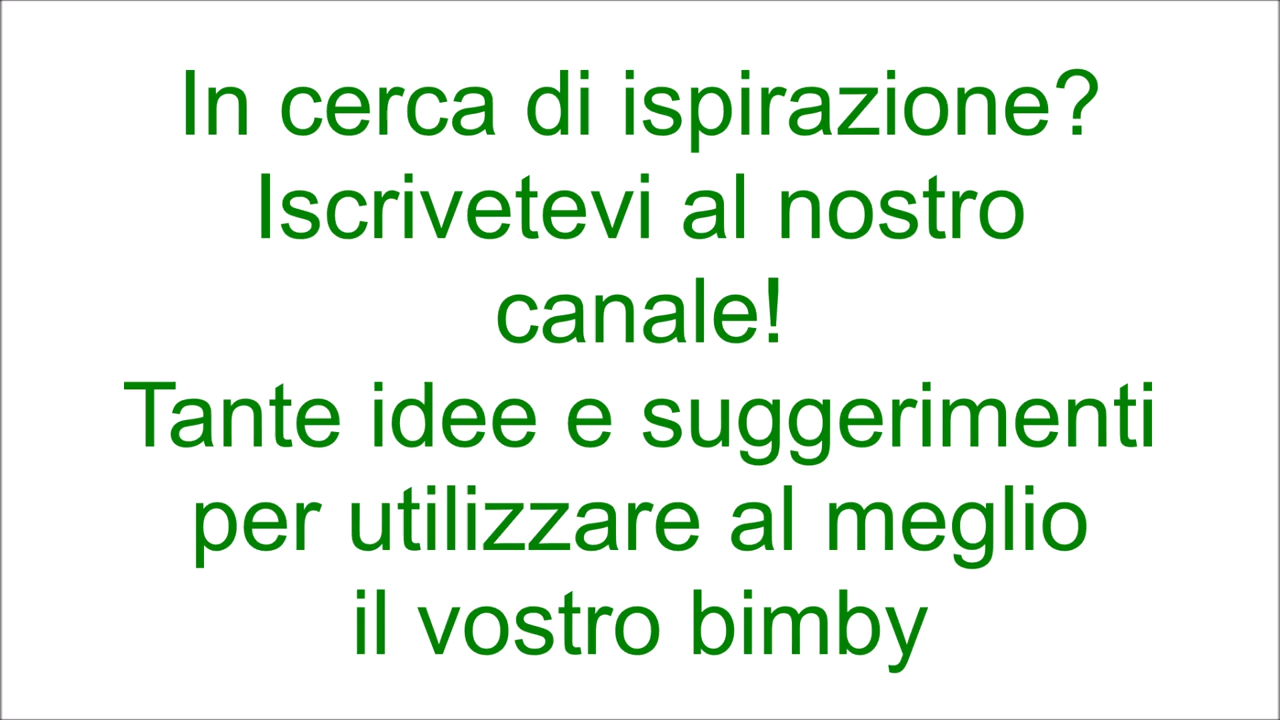 In cerca di ispirazione?
Iscrivetevi al nostro
canale!
Tante idee e suggerimenti
per utilizzare al meglio
il vostro bimby